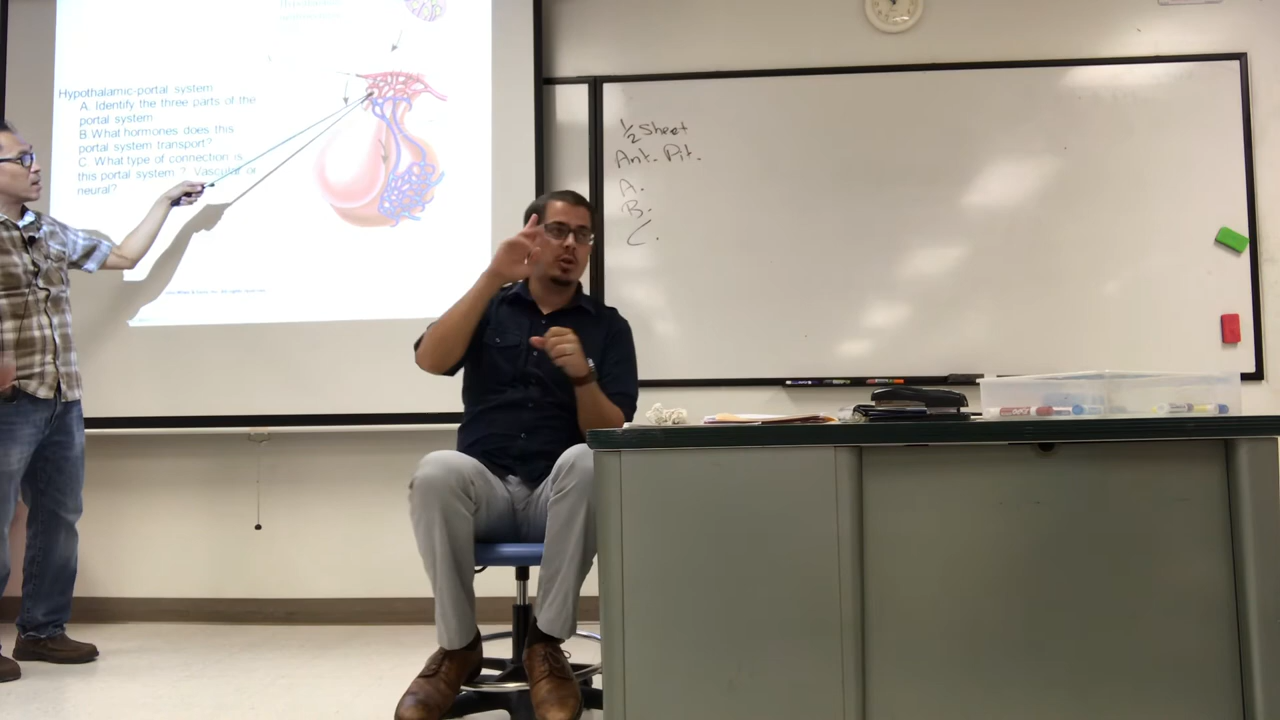 Hypothalamic-portal system
A. Identify the three parts of the
portal system
B. What hormones does this
portal system transport?
C. What type of connection is
this portal system ?. Vascular or
neural?
½ Sheet
Ant. Pit.
A.
B.
C.